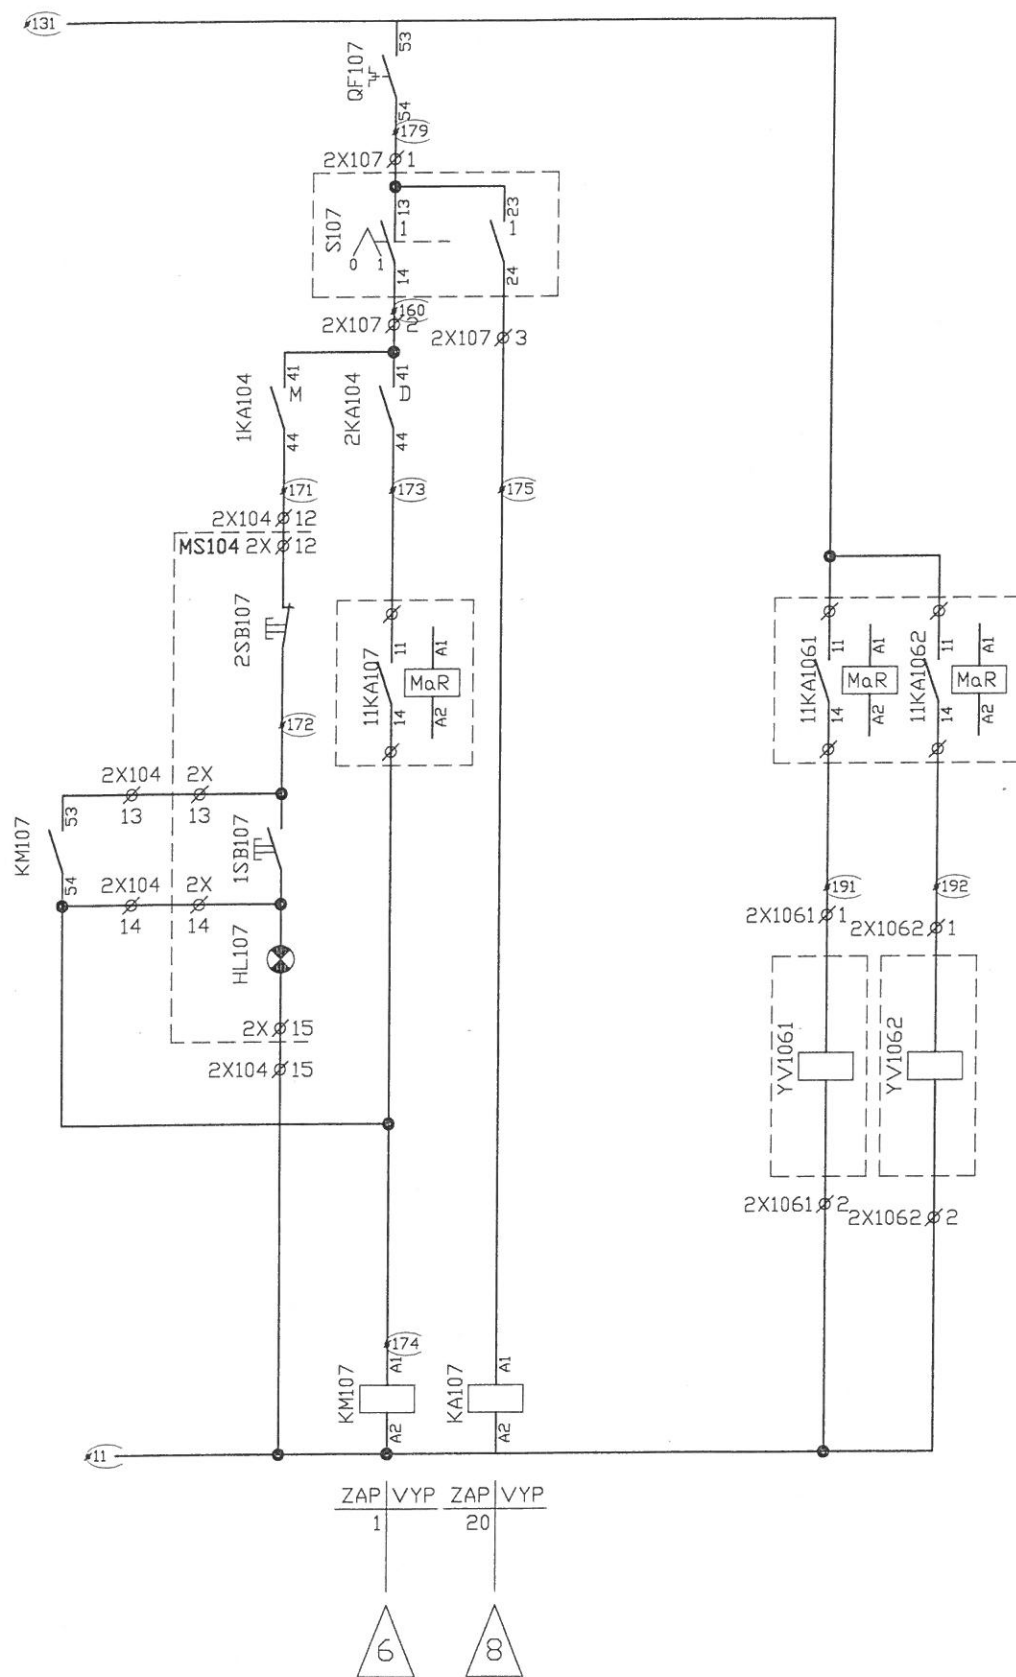 131
53
QF107
54
179
2X107 1
S107
13
1
0 1
14
23
1
24
160
2X107 2
2X107 3
1KA104
41
M
44
2KA104
41
D
44
171
173
175
2X104 12
MS104 2X 12
2SB107
172
11KA107
11
14
A1
MaR
A2
11KA1061
11
14
A1
MaR
A2
11KA1062
11
14
A1
MaR
A2
2X104 2X
13 13
KM107
53
54
1SB107
2X104 2X
14 14
HL107
2X 15
2X104 15
191
192
2X1061 1
2X1062 1
YV1061
YV1062
2X1061 2
2X1062 2
174
KM107
A1
A2
KA107
A1
A2
11
ZAP VYP
1
ZAP VYP
20
6
8